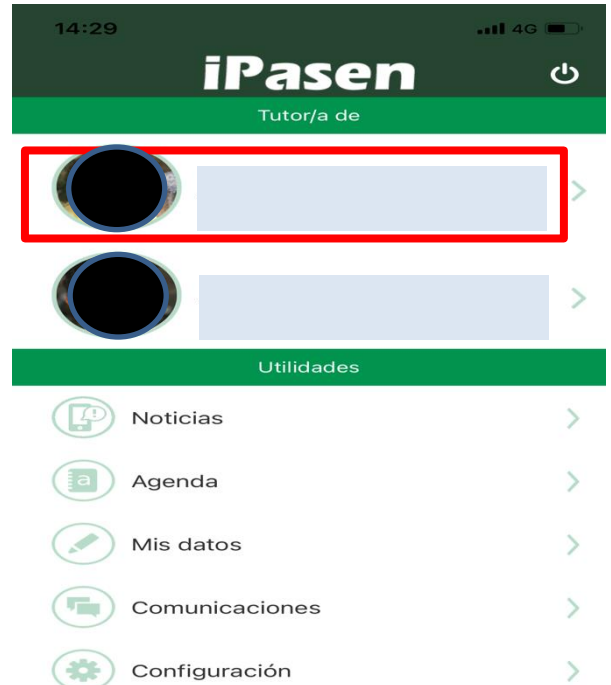 14:29
4G
iPasen
Tutor/a de
Utilidades
Noticias
a
Agenda
Mis datos
Comunicaciones
Configuración